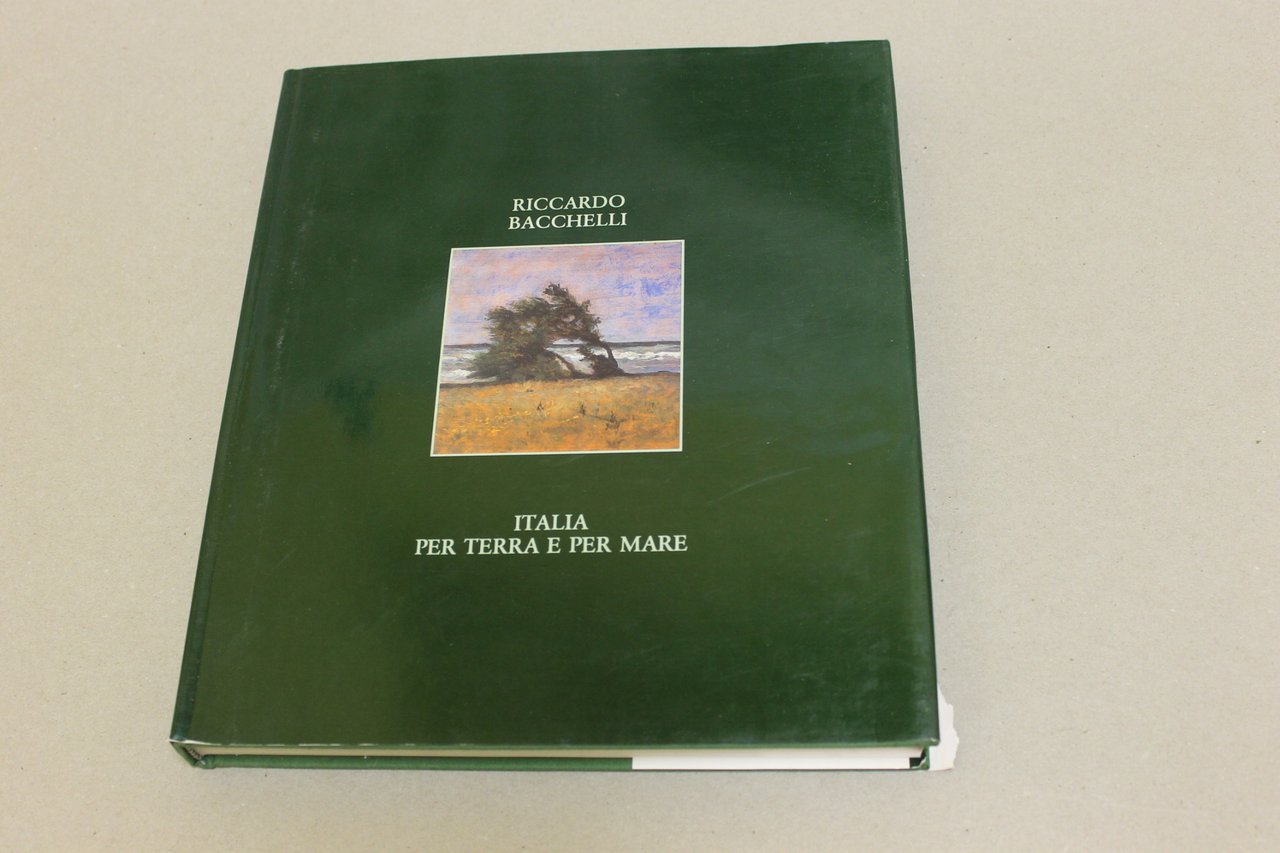 RICCARDO
BACCHELLI
ITALIA
PER TERRA E PER MARE